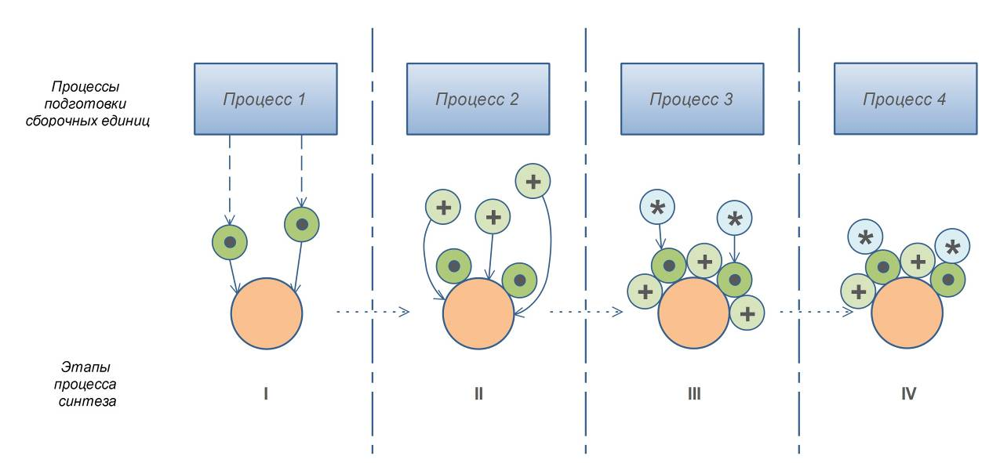 Процессы
подготовки
сборочных единиц
Процесс 1
Процесс 2
Процесс 3
Процесс 4
+
+
+
*
*
+
+
+
*
*
+
+
Этапы
процесса
синтеза
I
II
III
IV